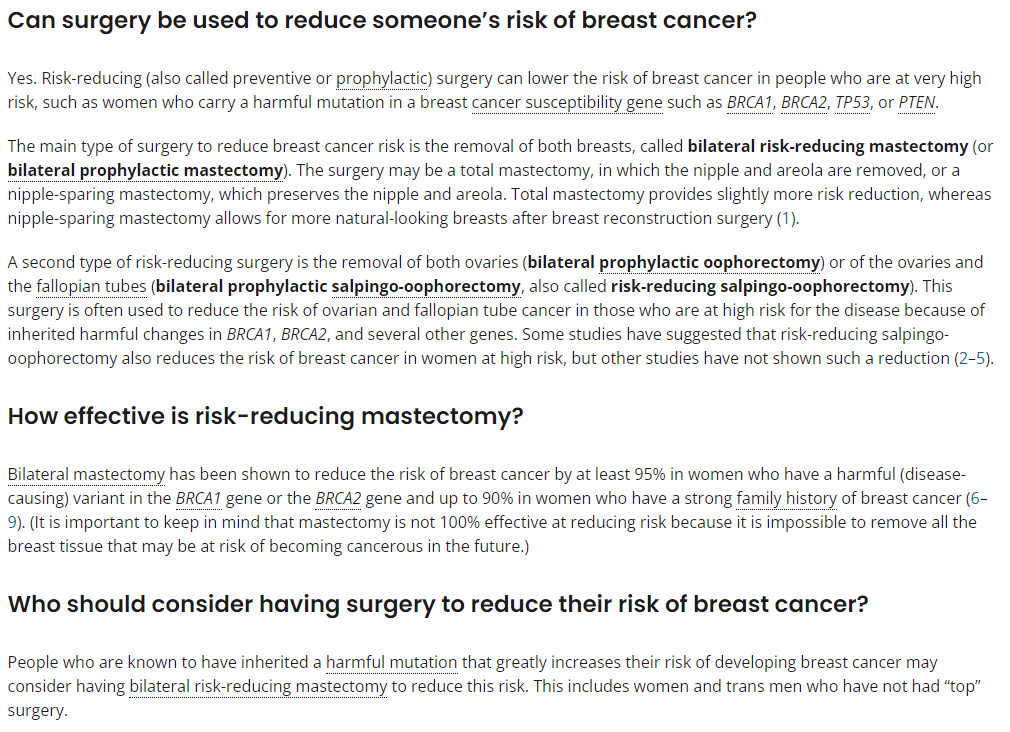 Can surgery be used to reduce someone’s risk of breast cancer?
Yes. Risk-reducing (also called preventive or prophylactic) surgery can lower the risk of breast cancer in people who are at very high
risk, such as women who carry a harmful mutation in a breast cancer susceptibility gene such as BRCA1, BRCA2, TP53, or PTEN.
The main type of surgery to reduce breast cancer risk is the removal of both breasts, called bilateral risk-reducing mastectomy (or
bilateral prophylactic mastectomy). The surgery may be a total mastectomy, in which the nipple and areola are removed, or a
nipple-sparing mastectomy, which preserves the nipple and areola. Total mastectomy provides slightly more risk reduction, whereas
nipple-sparing mastectomy allows for more natural-looking breasts after breast reconstruction surgery (1).
A second type of risk-reducing surgery is the removal of both ovaries (bilateral prophylactic oophorectomy) or of the ovaries and
the fallopian tubes (bilateral prophylactic salpingo-oophorectomy, also called risk-reducing salpingo-oophorectomy). This
surgery is often used to reduce the risk of ovarian and fallopian tube cancer in those who are at high risk for the disease because of
inherited harmful changes in BRCA1, BRCA2, and several other genes. Some studies have suggested that risk-reducing salpingo-
oophorectomy also reduces the risk of breast cancer in women at high risk, but other studies have not shown such a reduction (2–5).
How effective is risk-reducing mastectomy?
Bilateral mastectomy has been shown to reduce the risk of breast cancer by at least 95% in women who have a harmful (disease-
causing) variant in the BRCA1 gene or the BRCA2 gene and up to 90% in women who have a strong family history of breast cancer (6–
9). (It is important to keep in mind that mastectomy is not 100% effective at reducing risk because it is impossible to remove all the
breast tissue that may be at risk of becoming cancerous in the future.)
Who should consider having surgery to reduce their risk of breast cancer?
People who are known to have inherited a harmful mutation that greatly increases their risk of developing breast cancer may
consider having bilateral risk-reducing mastectomy to reduce this risk. This includes women and trans men who have not had “top”
surgery.